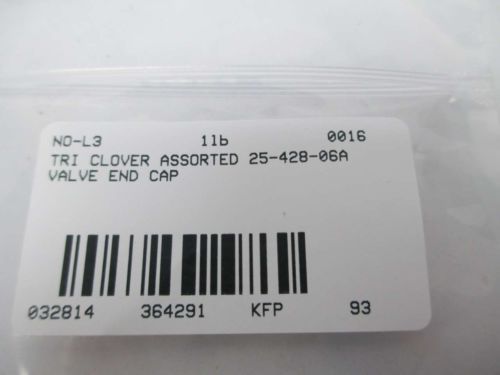 NO-L3 1lb 0016
TRI CLOVER ASSORTED 25-428-06A
VALVE END CAP
032814 364291 KFP 93